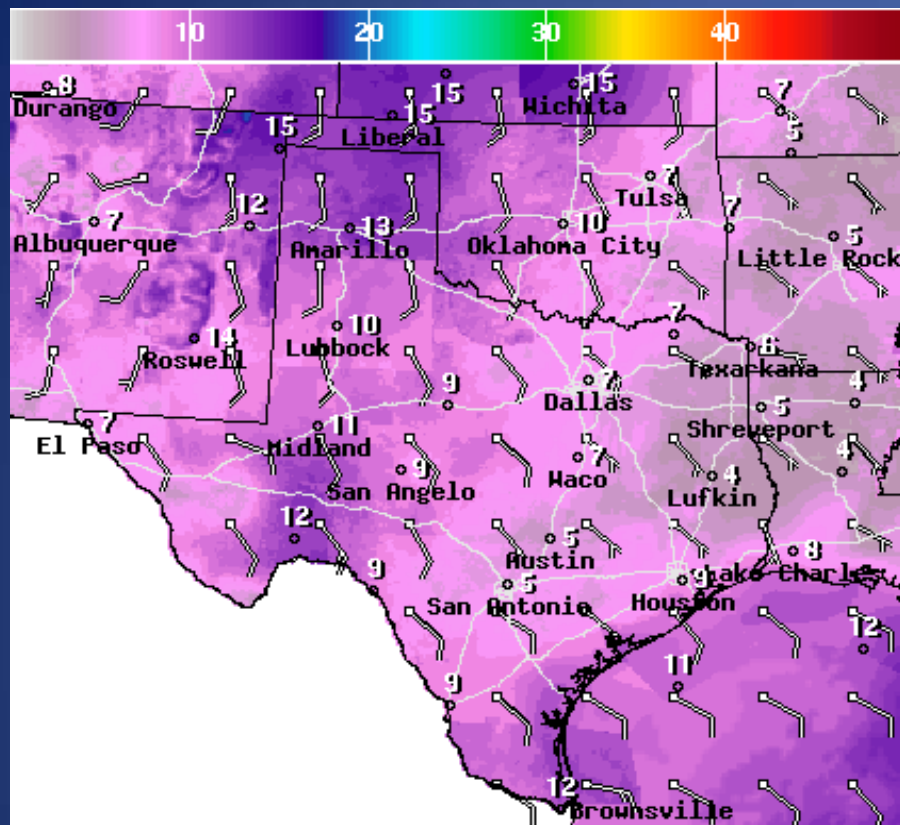 10 20 30 40
8 15 15 7
Durango 15 Wichita
15 Liberal 5
12 7 Tulsa
7 13 10 7 5
Albuquerque Amarillo Oklahoma City Little Rock
14 10 7 6
Roswell Lubbock Texarkana
9 7 4
Dallas 5
7 11 Shreveport
El Paso Midland
9 7 4 4
San Angelo Waco Lufkin
12 5 8
Austin Lake Charles
9 5 9
San Antonio Houston
12
11
9
12
Brownsville